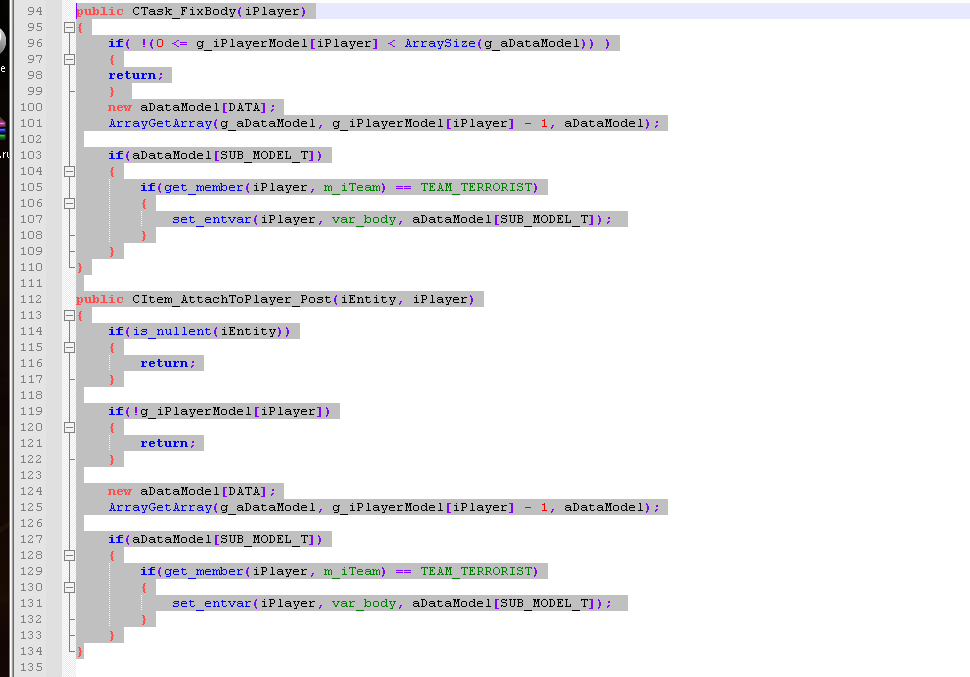 94 public CTask_FixBody(iPlayer)
95 {
96     if( !(0 <= g_iPlayerModel[iPlayer] < ArraySize(g_aDataModel)) )
97     {
98     return;
99     }
100     new aDataModel[DATA];
101     ArrayGetArray(g_aDataModel, g_iPlayerModel[iPlayer] - 1, aDataModel);
102
103     if(aDataModel[SUB_MODEL_T])
104     {
105         if(get_member(iPlayer, m_iTeam) == TEAM_TERRORIST)
106         {
107             set_entvar(iPlayer, var_body, aDataModel[SUB_MODEL_T]);
108         }
109     }
110 }
111
112 public CItem_AttachToPlayer_Post(iEntity, iPlayer)
113 {
114     if(is_nullent(iEntity))
115     {
116         return;
117     }
118
119     if(!g_iPlayerModel[iPlayer])
120     {
121         return;
122     }
123
124     new aDataModel[DATA];
125     ArrayGetArray(g_aDataModel, g_iPlayerModel[iPlayer] - 1, aDataModel);
126
127     if(aDataModel[SUB_MODEL_T])
128     {
129         if(get_member(iPlayer, m_iTeam) == TEAM_TERRORIST)
130         {
131             set_entvar(iPlayer, var_body, aDataModel[SUB_MODEL_T]);
132         }
133     }
134 }
135